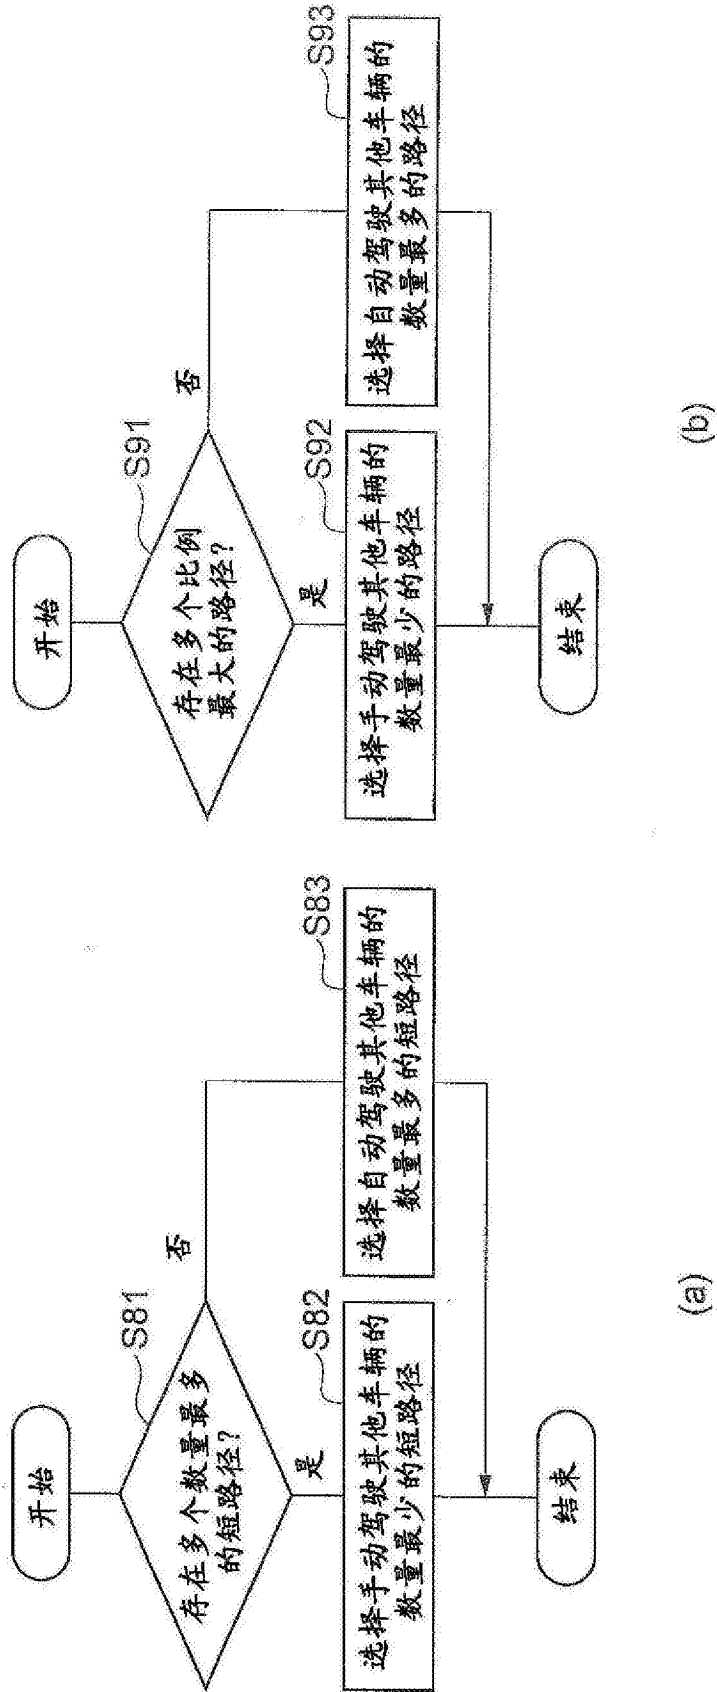 开始
存在多个数量最多
的短路径?
S81
否
是
S82
选择手动驾驶其他车辆的
数量最少的短路径
S83
选择自动驾驶其他车辆的
数量最多的短路径
结束
(a)
开始
存在多个比例
最大的路径?
S91
否
是
S92
选择手动驾驶其他车辆的
数量最少的路径
S93
选择自动驾驶其他车辆的
数量最多的路径
结束
(b)